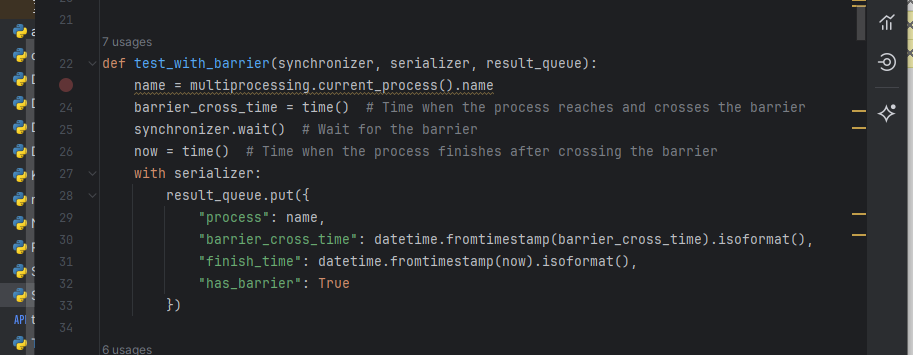 21
7 usages
22 def test_with_barrier(synchronizer, serializer, result_queue):
name = multiprocessing.current_process().name
24 barrier_cross_time = time()  # Time when the process reaches and crosses the barrier
25 synchronizer.wait()  # Wait for the barrier
26 now = time()  # Time when the process finishes after crossing the barrier
27 with serializer:
28 result_queue.put({
29 "process": name,
30 "barrier_cross_time": datetime.fromtimestamp(barrier_cross_time).isoformat(),
31 "finish_time": datetime.fromtimestamp(now).isoformat(),
32 "has_barrier": True
33 })
34
6 usages
API